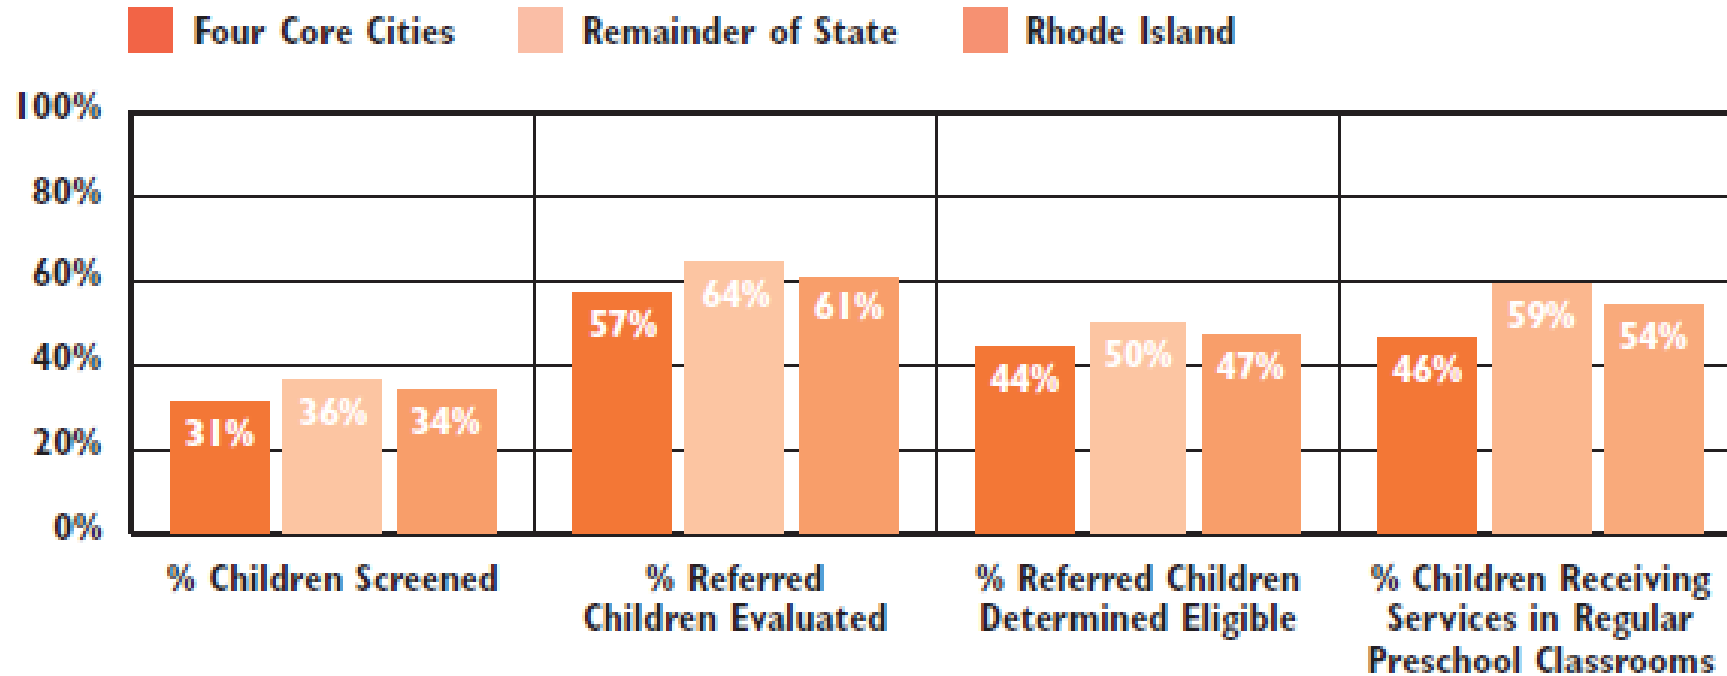 Four Core Cities Remainder of State Rhode Island
100%
80%
60%
40%
20%
0%
31% 36% 34%
57% 64% 61%
44% 50% 47%
46% 59% 54%
% Children Screened
% Referred
Children Evaluated
% Referred Children
Determined Eligible
% Children Receiving
Services in Regular
Preschool Classrooms